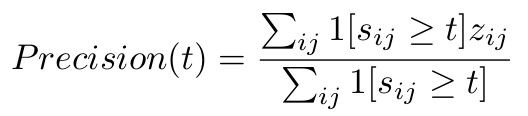 $Precision(t) = \frac{\sum_{ij} 1[s_{ij} \geq t] z_{ij}}{\sum_{ij} 1[s_{ij} \geq t]}$